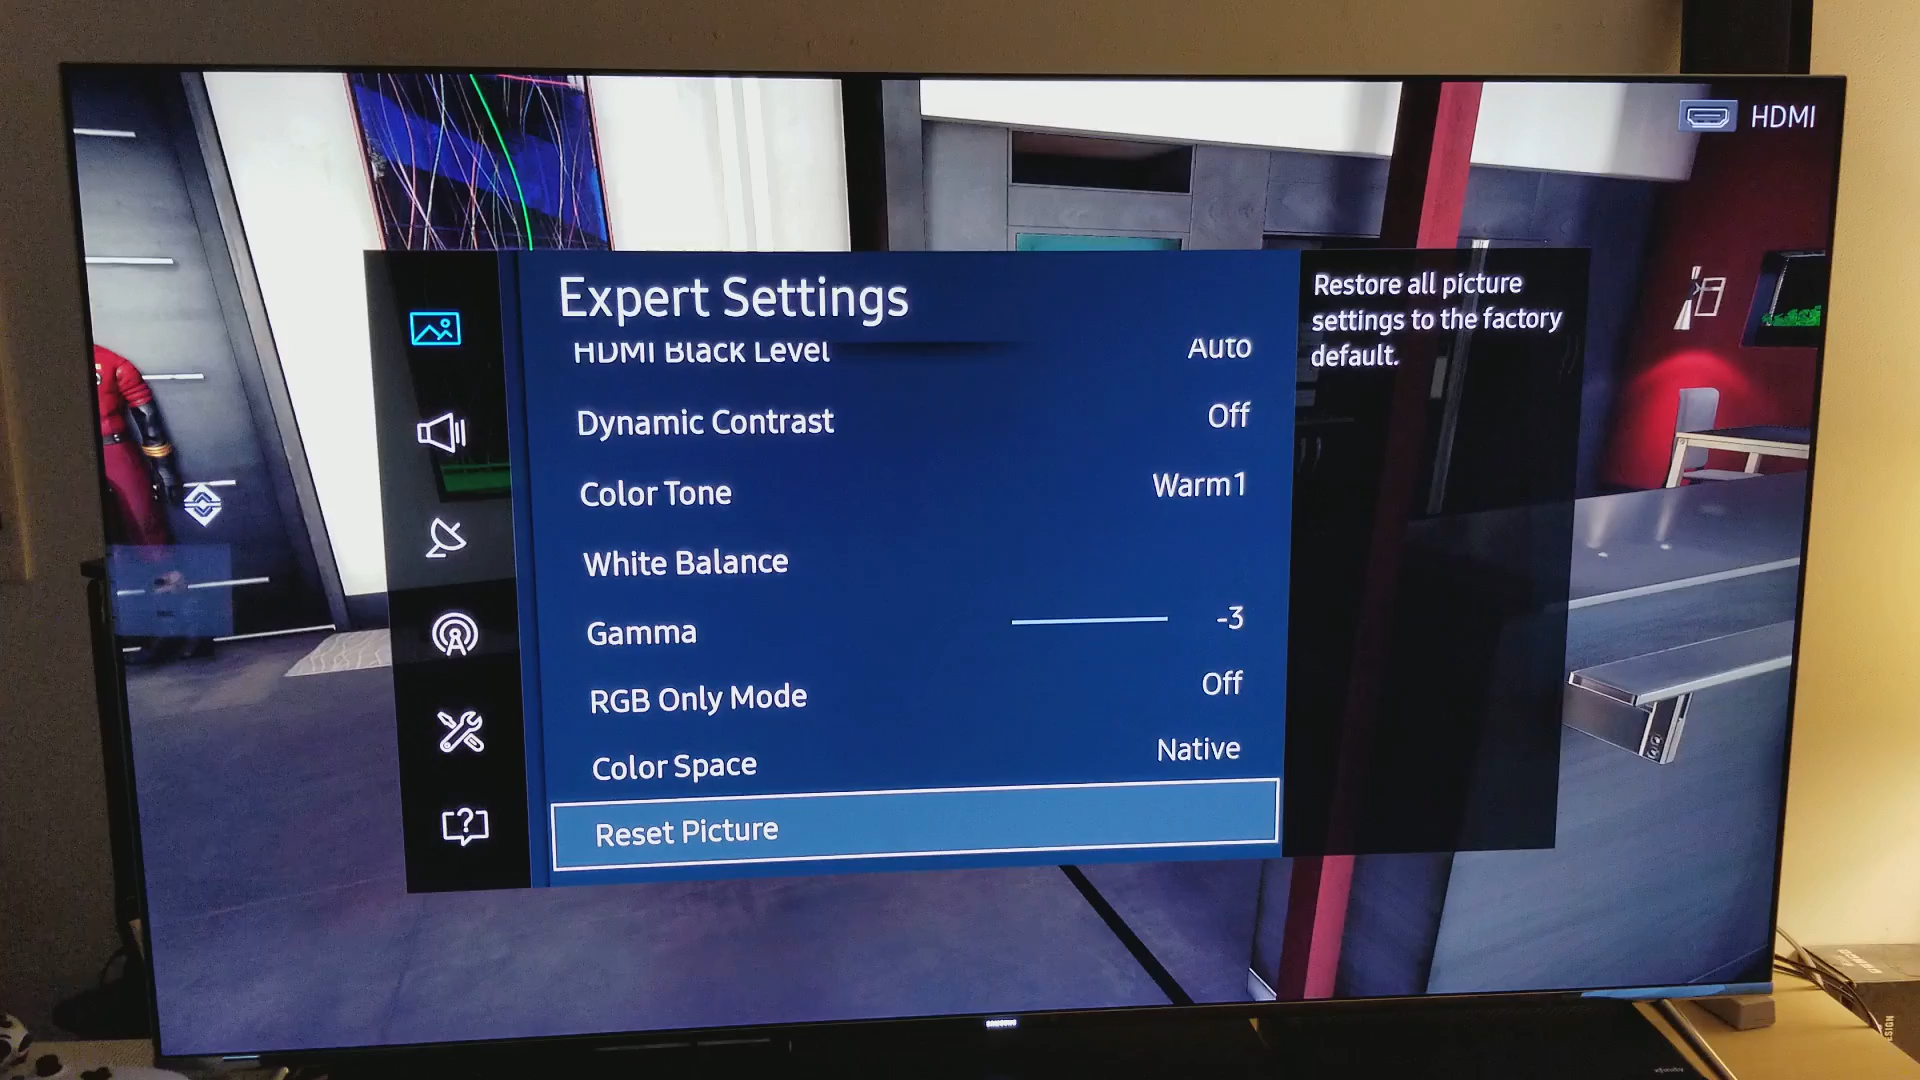 HDMI
Expert Settings
HDMI Black Level Auto
Dynamic Contrast Off
Color Tone Warm1
White Balance
Gamma -3
RGB Only Mode Off
Color Space Native
Reset Picture
Restore all picture
settings to the factory
default.
SAMSUNG